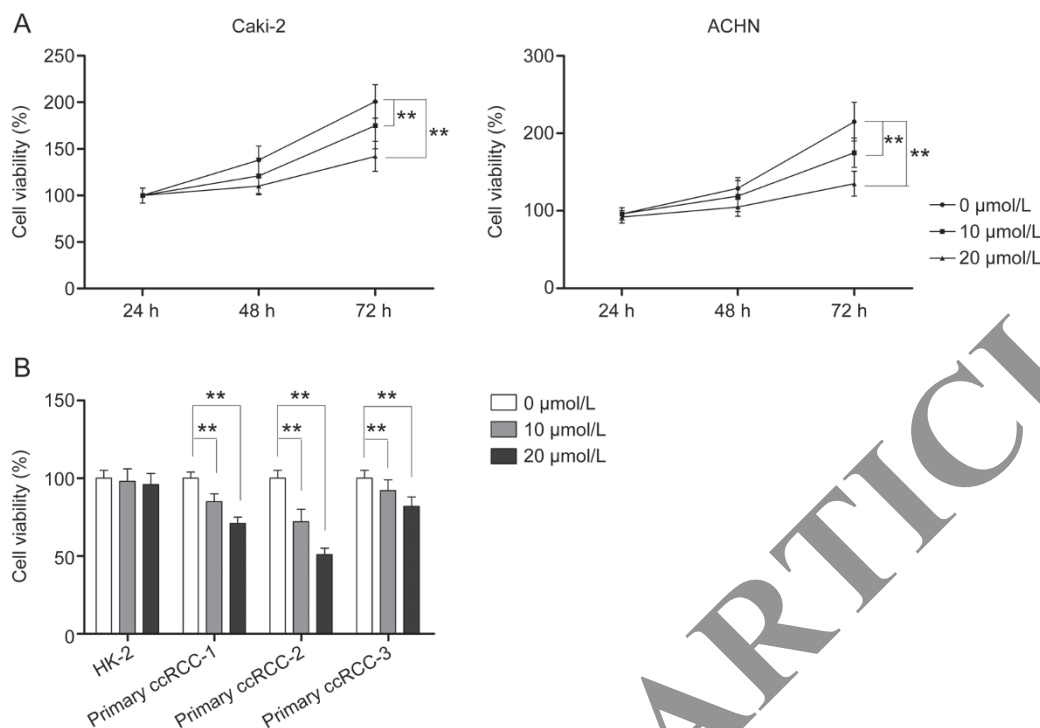 A
Caki-2
Cell viability (%)
250
200
150
100
50
0
24 h 48 h 72 h
**
**
ACHN
Cell viability (%)
300
200
100
0
24 h 48 h 72 h
**
**
0 µmol/L
10 µmol/L
20 µmol/L
B
Cell viability (%)
150
100
50
0
** ** **
** ** **
HK-2 Primary ccRCC-1 Primary ccRCC-2 Primary ccRCC-3
0 µmol/L
10 µmol/L
20 µmol/L